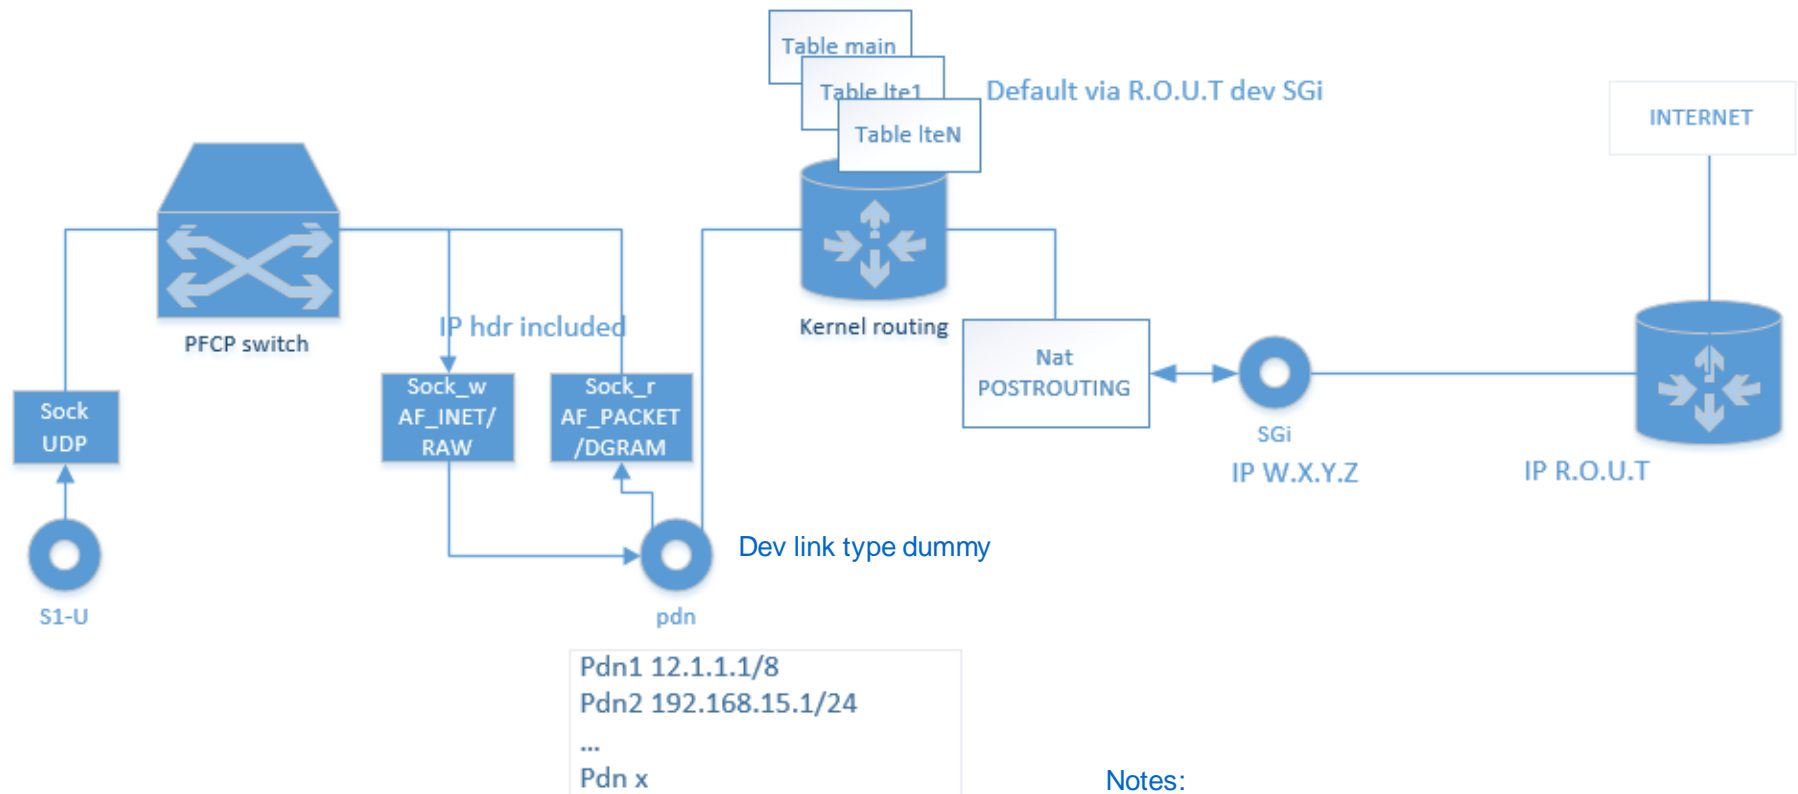 Table main
Table lte1
Table lteN
Default via R.O.U.T dev SGi
INTERNET
PFCP switch
IP hdr included
Kernel routing
Nat
POSTROUTING
Sock
UDP
Sock_w
AF_INET/
RAW
Sock_r
AF_PACKET
/DGRAM
SGi
IP W.X.Y.Z
IP R.O.U.T
Dev link type dummy
S1-U
pdn
Pdn1 12.1.1.1/8
Pdn2 192.168.15.1/24
...
Pdn x
Notes: